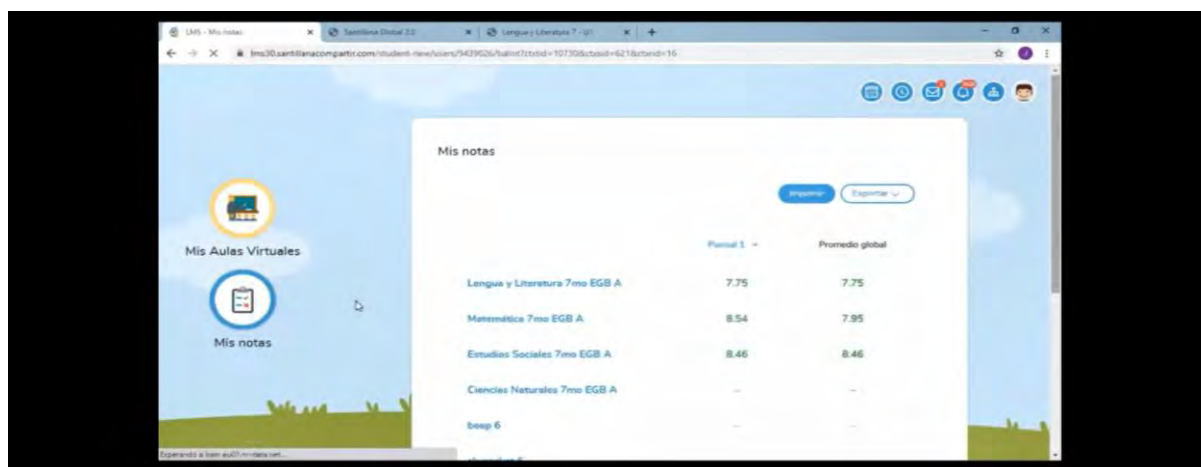 LMS - Mis notas
Santillana Global 2.0
Lengua y Literatura 7 - U1
Mis notas
Imprimir
Exportar
Mis Aulas Virtuales
Parcial 1
Promedio global
Lengua y Literatura 7mo EGB A 7.75 7.75
Matemática 7mo EGB A 8.54 7.95
Mis notas
Estudios Sociales 7mo EGB A 8.46 8.46
Ciencias Naturales 7mo EGB A -- --
beep 6 -- --